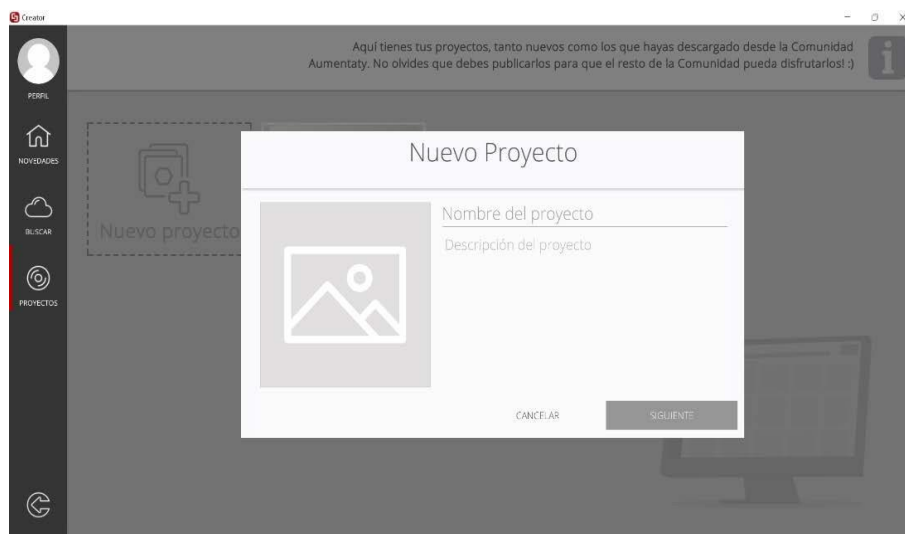 Creator
Aquí tienes tus proyectos, tanto nuevos como los que hayas descargado desde la Comunidad
Aumentaty. No olvides que debes publicarlos para que el resto de la Comunidad pueda disfrutarlos! :)
PERFIL
NOVEDADES
BUSCAR
PROYECTOS
Nuevo proyecto
Nuevo Proyecto
Nombre del proyecto
Descripción del proyecto
CANCELAR
SIGUIENTE